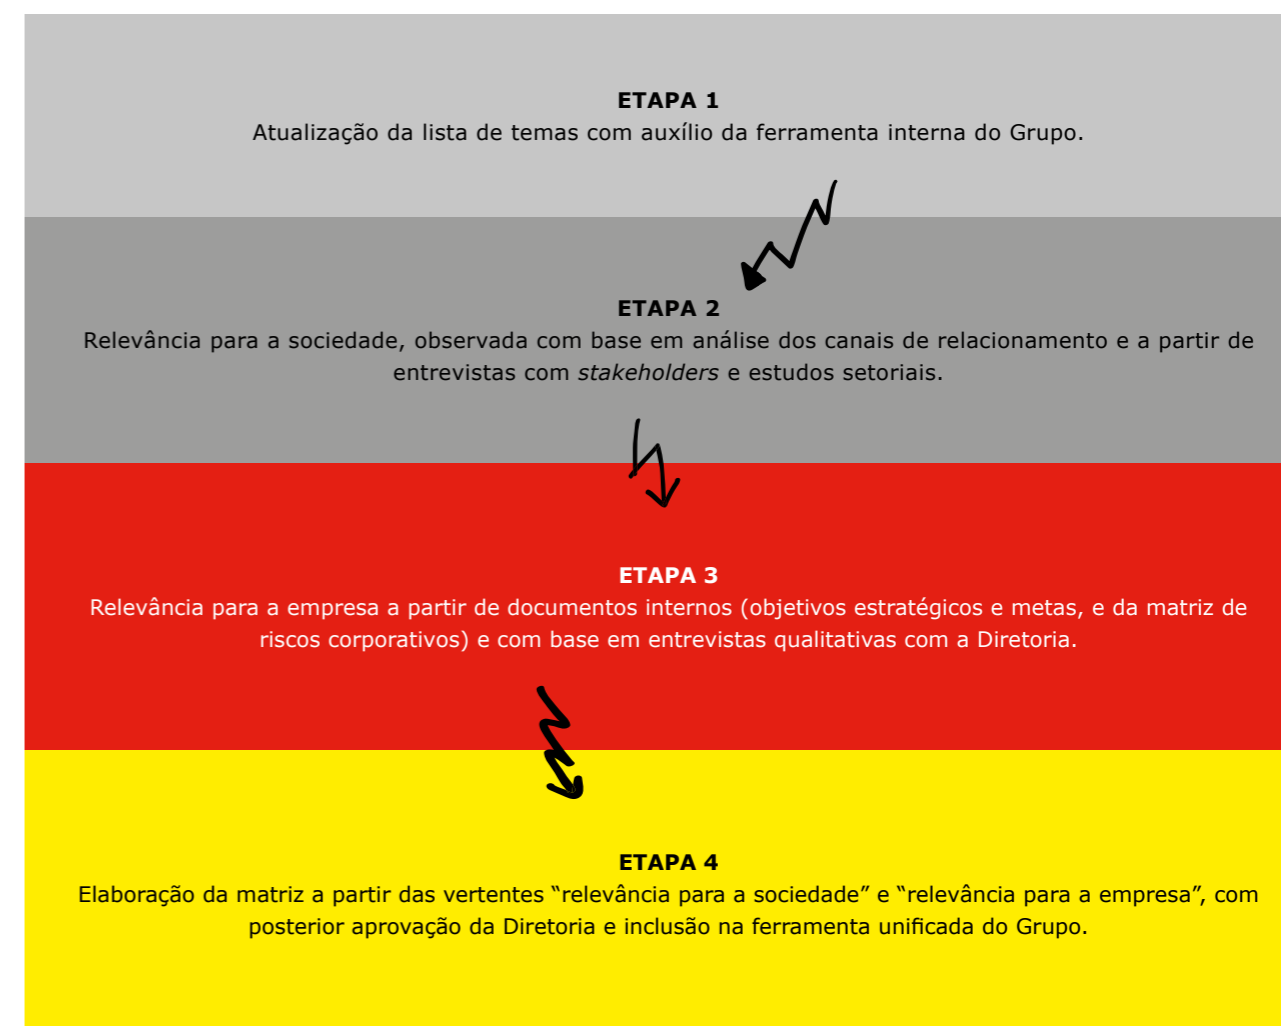 ETAPA 1
Atualização da lista de temas com auxílio da ferramenta interna do Grupo.
ETAPA 2
Relevância para a sociedade, observada com base em análise dos canais de relacionamento e a partir de
entrevistas com stakeholders e estudos setoriais.
ETAPA 3
Relevância para a empresa a partir de documentos internos (objetivos estratégicos e metas, e da matriz de
riscos corporativos) e com base em entrevistas qualitativas com a Diretoria.
ETAPA 4
Elaboração da matriz a partir das vertentes “relevância para a sociedade” e “relevância para a empresa”, com
posterior aprovação da Diretoria e inclusão na ferramenta unificada do Grupo.